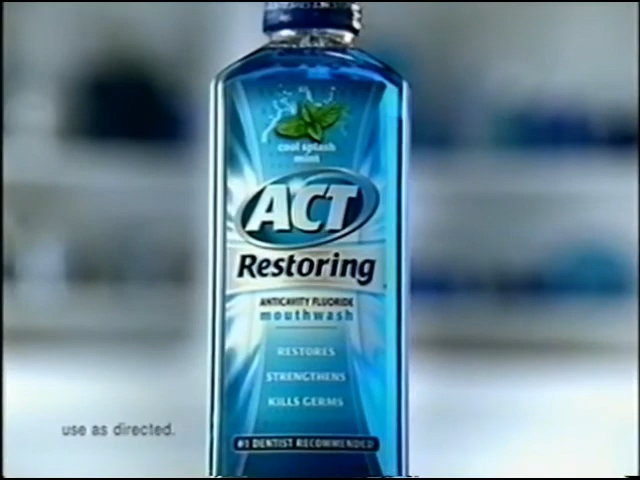 cool splash
mint
ACT
Restoring
ANTICAVITY FLUORIDE
mouthwash
RESTORES
STRENGTHENS
KILLS GERMS
#1 DENTIST RECOMMENDED
use as directed.